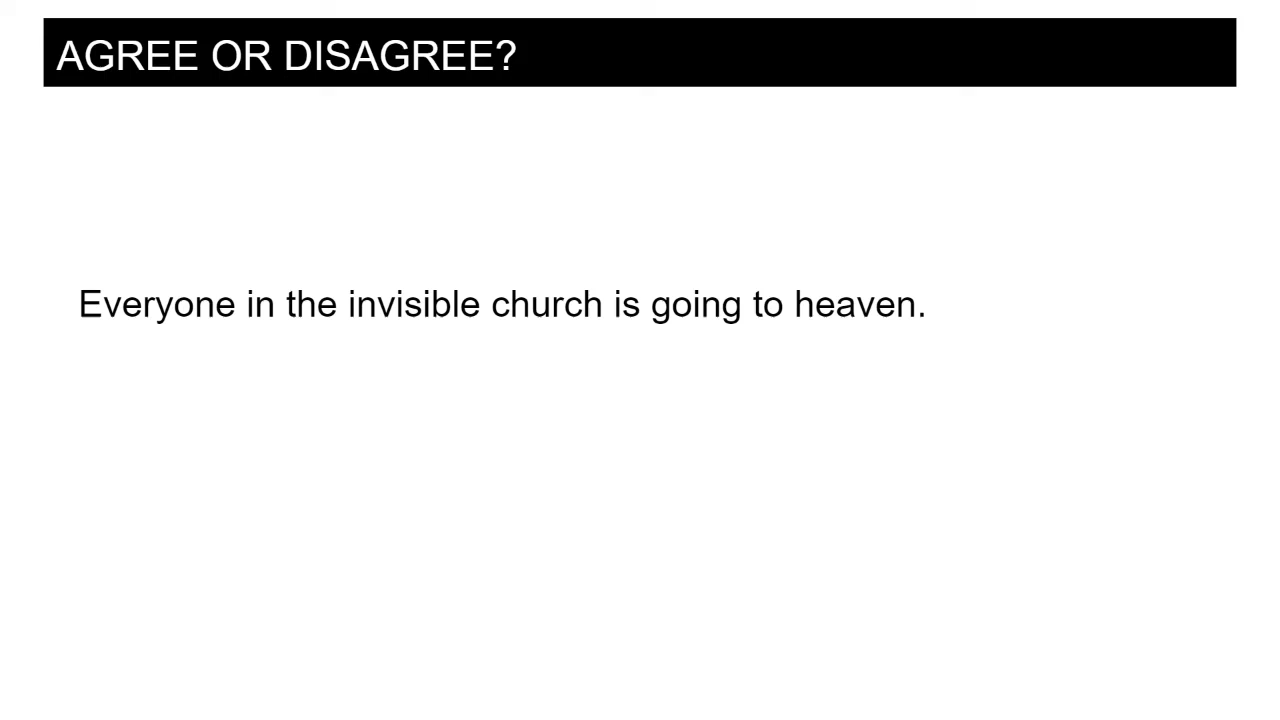 AGREE OR DISAGREE?
Everyone in the invisible church is going to heaven.